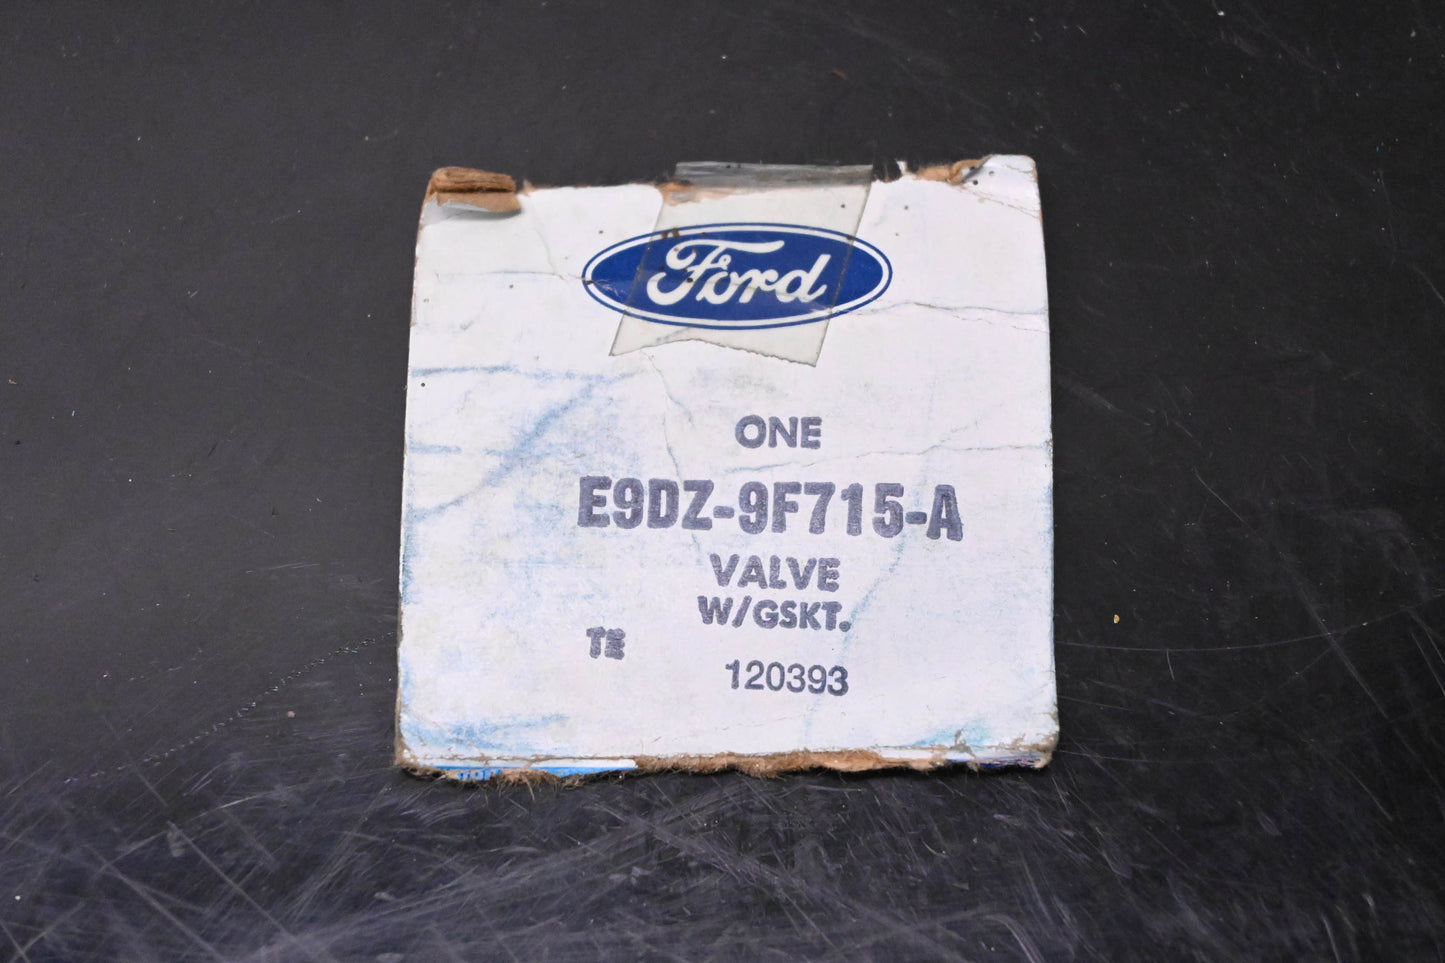 Ford
ONE
E9DZ-9F715-A
VALVE
W/GSKT.
TE
120393